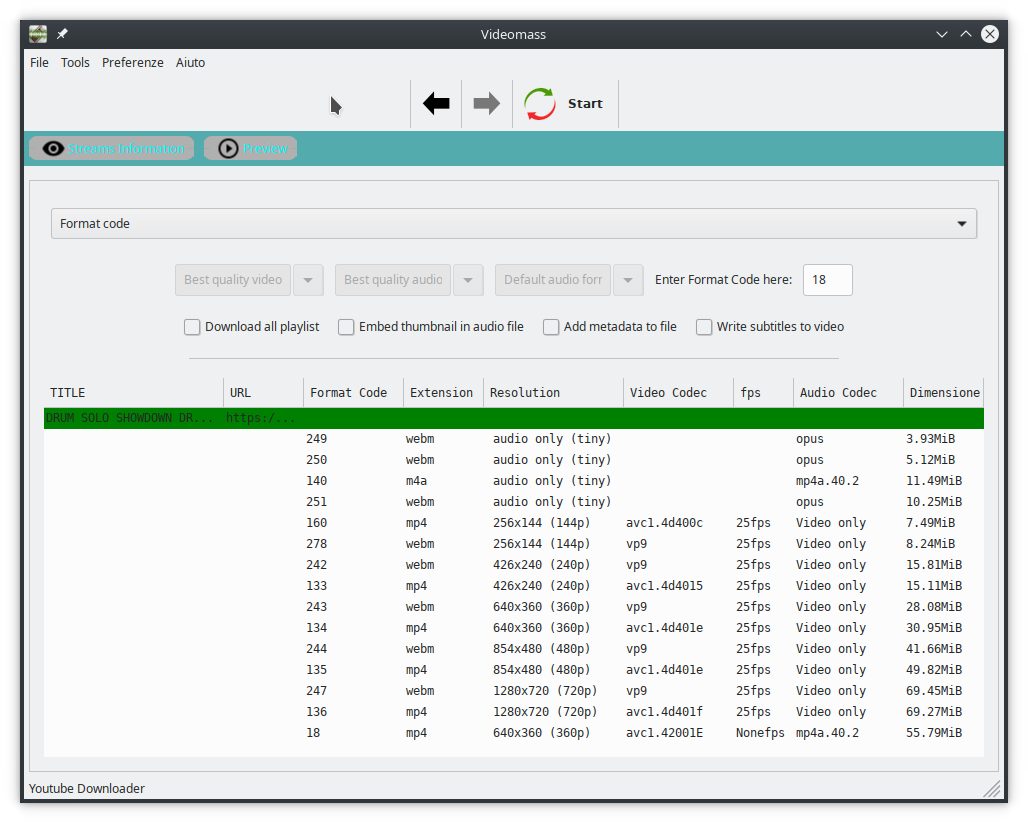 Videomass
File Tools Preferenze Aiuto
Start
Streams Information Preview
Format code
Best quality video Best quality audio Default audio forr Enter Format Code here: 18
Download all playlist Embed thumbnail in audio file Add metadata to file Write subtitles to video
TITLE URL Format Code Extension Resolution Video Codec fps Audio Codec Dimensione
DRUM SOLO SHOWDOWN DR... https:/...
249 webm audio only (tiny) opus 3.93MiB
250 webm audio only (tiny) opus 5.12MiB
140 m4a audio only (tiny) mp4a.40.2 11.49MiB
251 webm audio only (tiny) opus 10.25MiB
160 mp4 256x144 (144p) avc1.4d400c 25fps Video only 7.49MiB
278 webm 256x144 (144p) vp9 25fps Video only 8.24MiB
242 webm 426x240 (240p) vp9 25fps Video only 15.81MiB
133 mp4 426x240 (240p) avc1.4d4015 25fps Video only 15.11MiB
243 webm 640x360 (360p) vp9 25fps Video only 28.08MiB
134 mp4 640x360 (360p) avc1.4d401e 25fps Video only 30.95MiB
244 webm 854x480 (480p) vp9 25fps Video only 41.66MiB
135 mp4 854x480 (480p) avc1.4d401e 25fps Video only 49.82MiB
247 webm 1280x720 (720p) vp9 25fps Video only 69.45MiB
136 mp4 1280x720 (720p) avc1.4d401f 25fps Video only 69.27MiB
18 mp4 640x360 (360p) avc1.42001E Nonefps mp4a.40.2 55.79MiB
Youtube Downloader